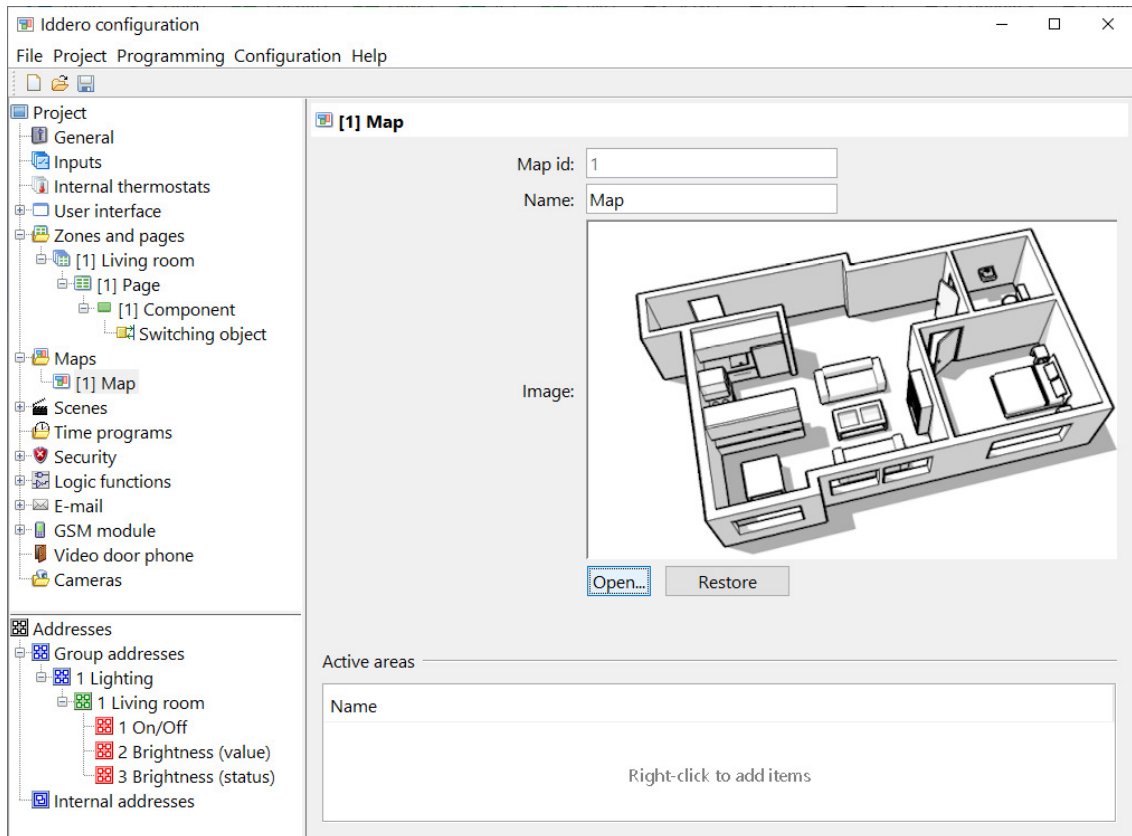 Iddero configuration
File Project Programming Configuration Help
Project
General
Inputs
Internal thermostats
User interface
Zones and pages
[1] Living room
[1] Page
[1] Component
Switching object
Maps
[1] Map
Scenes
Time programs
Security
Logic functions
E-mail
GSM module
Video door phone
Cameras
Addresses
Group addresses
1 Lighting
1 Living room
1 On/Off
2 Brightness (value)
3 Brightness (status)
Internal addresses
[1] Map
Map id: 1
Name: Map
Image:
Open... Restore
Active areas
Name
Right-click to add items